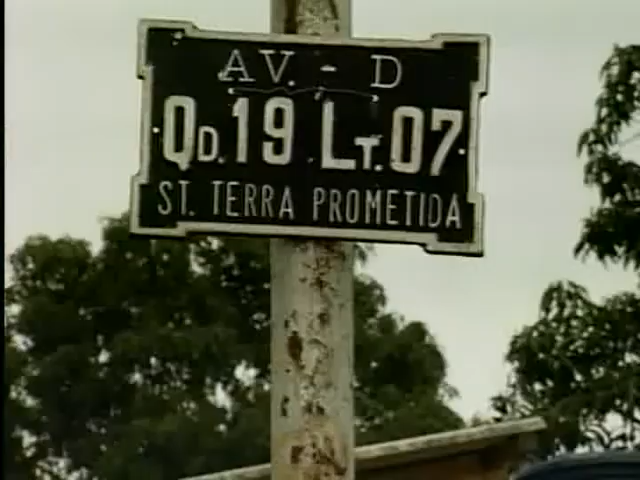 AV. - D
QD. 19 LT. 07
ST. TERRA PROMETIDA